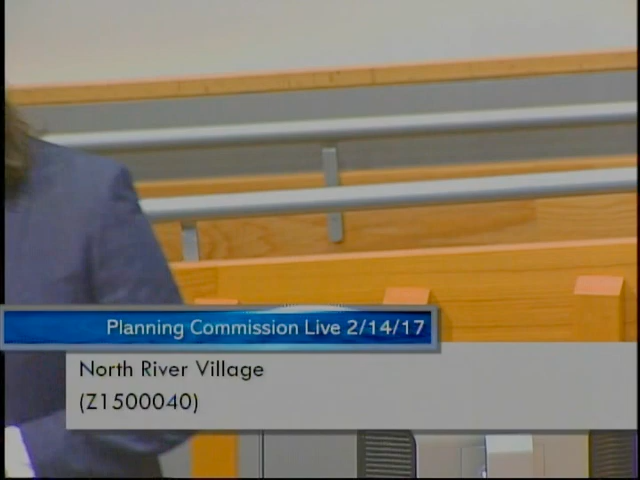 Planning Commission Live 2/14/17
North River Village
(Z1500040)